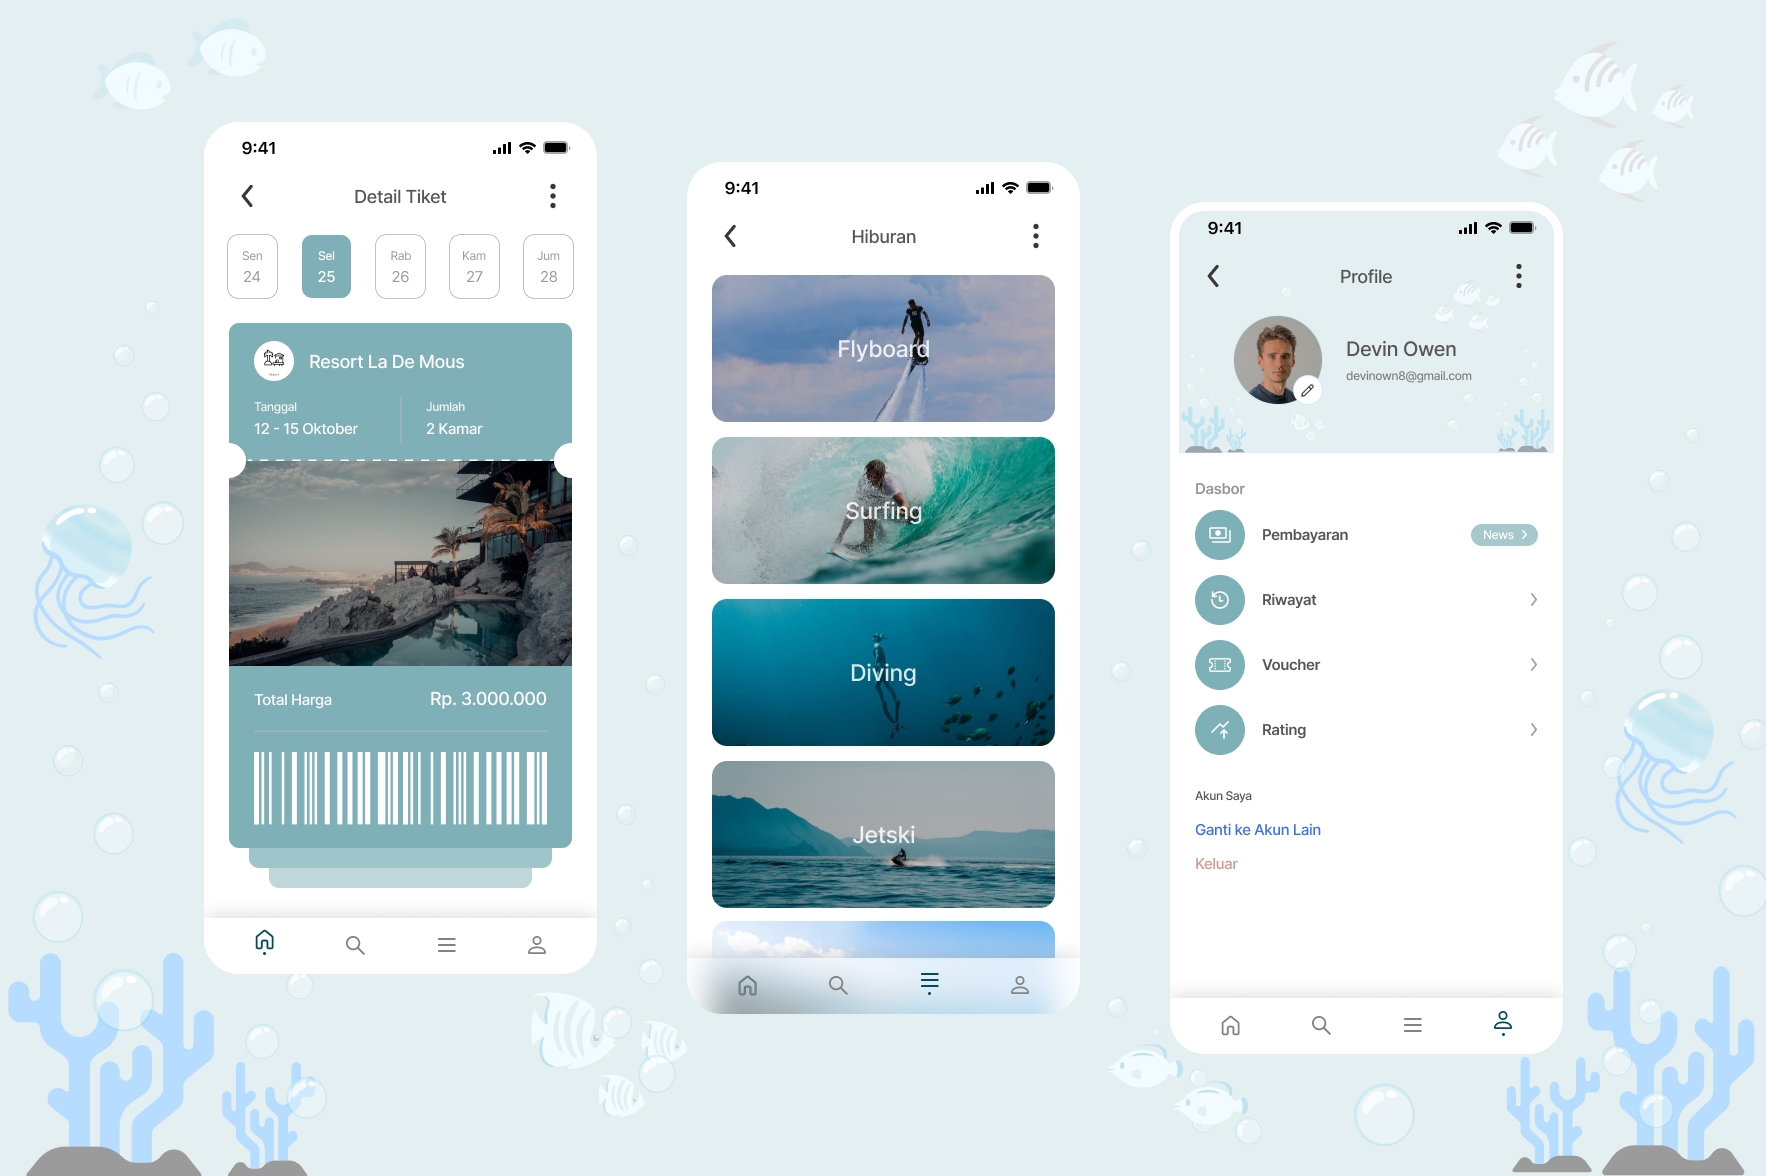 9:41
Detail Tiket
Sen Sel Rab Kam Jum
24 25 26 27 28
Resort La De Mous
Tanggal Jumlah
12 - 15 Oktober 2 Kamar
Total Harga Rp. 3.000.000
9:41
Hiburan
Flyboard
Surfing
Diving
Jetski
9:41
Profile
Devin Owen
devinown8@gmail.com
Dasbor
Pembayaran News
Riwayat
Voucher
Rating
Akun Saya
Ganti ke Akun Lain
Keluar